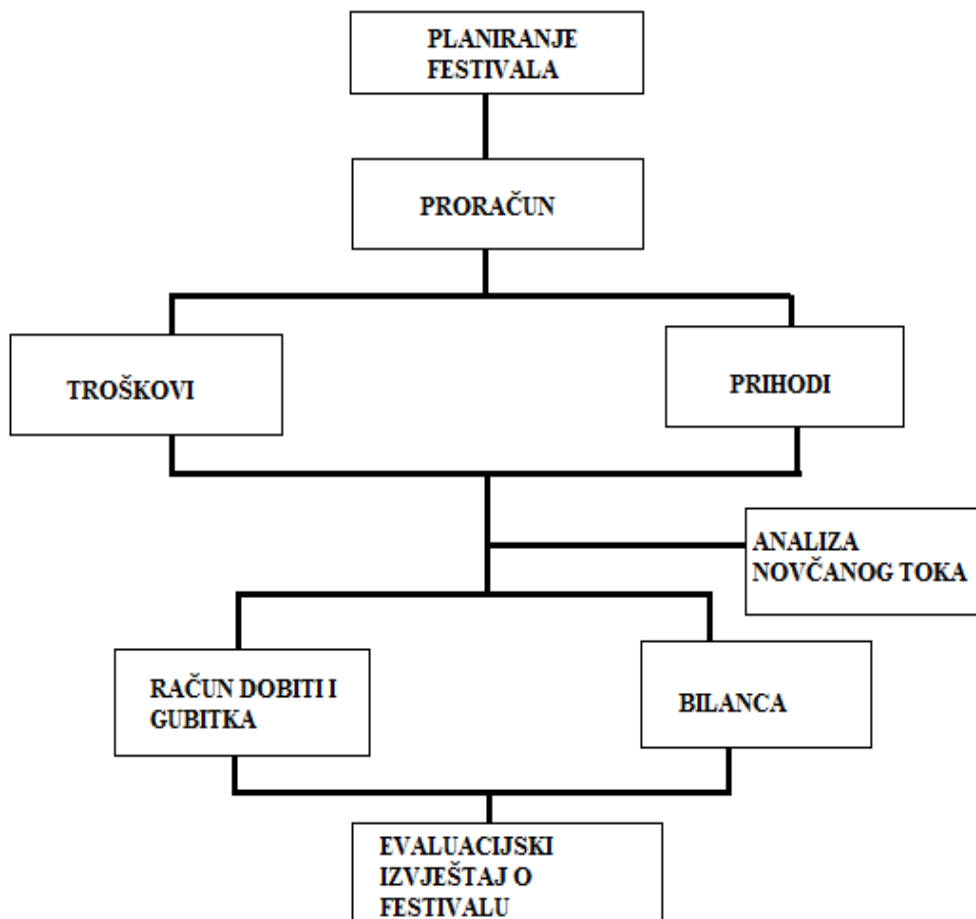 PLANIRANJE
FESTIVALA
PRORAČUN
TROŠKOVI
PRIHODI
ANALIZA
NOVČANOG TOKA
RAČUN DOBITI I
GUBITKA
BILANCA
EVALUACIJSKI
IZVJEŠTAJ O
FESTIVALU